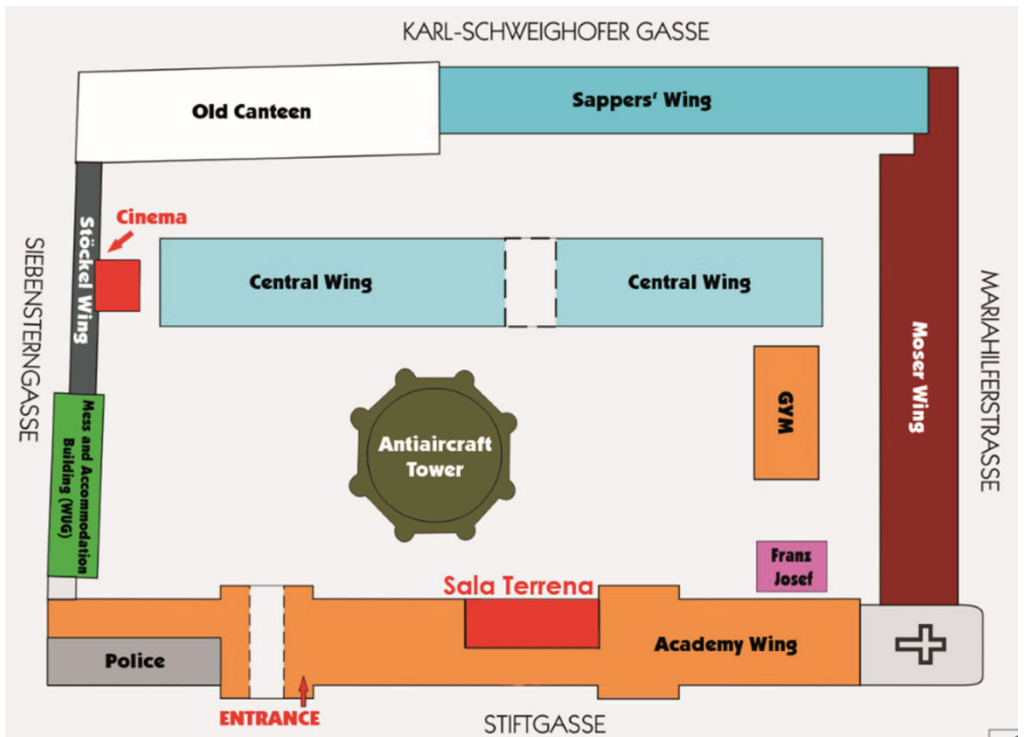 KARL-SCHWEIGHOFER GASSE
Old Canteen
Sappers' Wing
Cinema
Stöckel Wing
SIEBENSTERNGASSE
Central Wing
Central Wing
MARIAHILFERSTRASSE
Moser Wing
GYM
Antiaircraft
Tower
Mess and Accommodation
Building (WUG)
Franz
Josef
Sala Terrena
Academy Wing
Police
ENTRANCE
STIFTGASSE